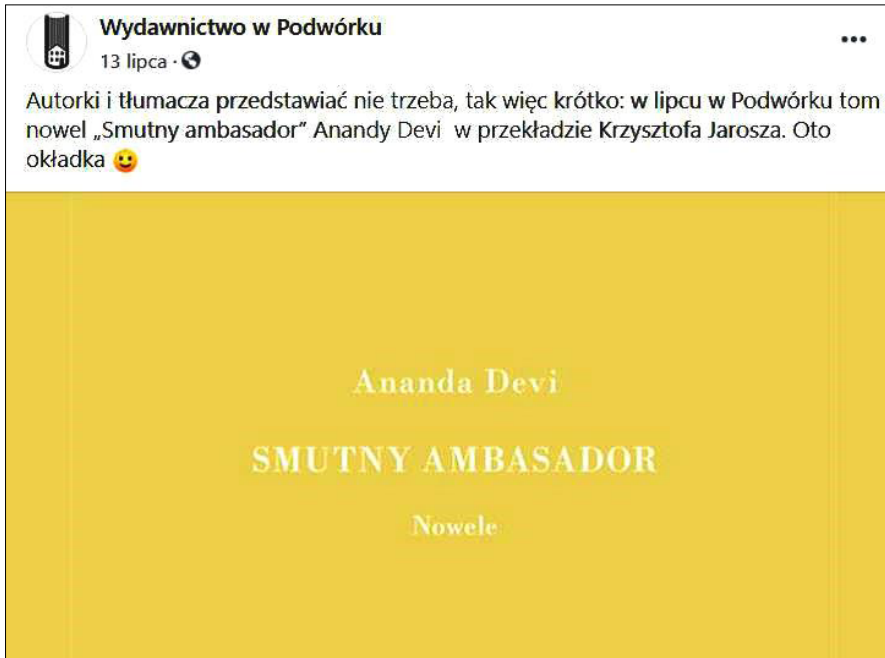 Wydawnictwo w Podwórku
13 lipca ·
Autorki i tłumacza przedstawiać nie trzeba, tak więc krótko: w lipcu w Podwórku tom
nowel „Smutny ambasador” Anandy Devi w przekładzie Krzysztofa Jarosza. Oto
okładka 🙂
Ananda Devi
SMUTNY AMBASADOR
Nowele